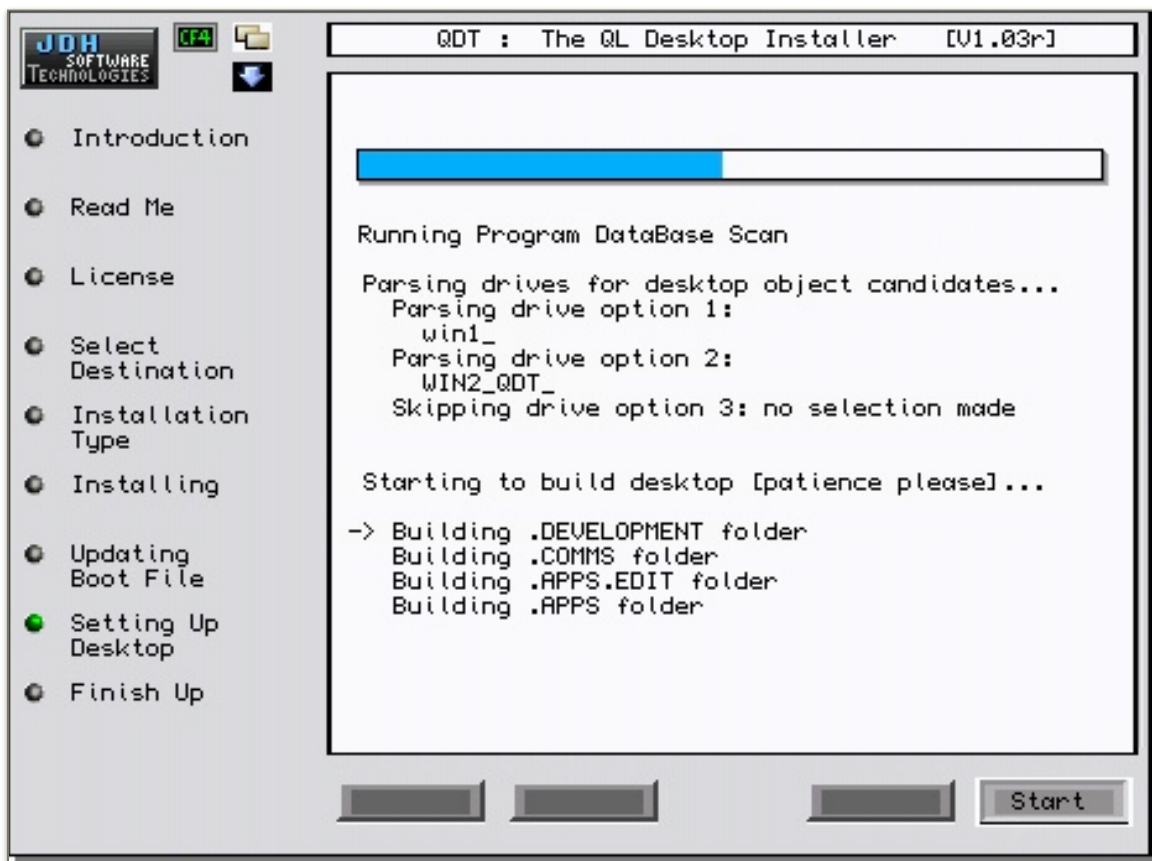 JDH
SOFTWARE
TECHNOLOGIES
CF4
QDT : The QL Desktop Installer [V1.03r]
Introduction
Read Me
License
Select
Destination
Installation
Type
Installing
Updating
Boot File
Setting Up
Desktop
Finish Up
Running Program DataBase Scan
Parsing drives for desktop object candidates...
Parsing drive option 1:
win1_
Parsing drive option 2:
WIN2_QDT_
Skipping drive option 3: no selection made
Starting to build desktop [patience please]...
-> Building .DEVELOPMENT folder
Building .COMMS folder
Building .APPS.EDIT folder
Building .APPS folder
Start